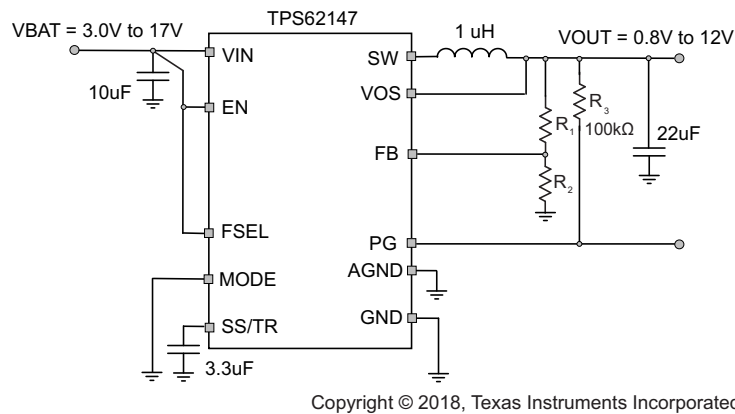 TPS62147
VBAT = 3.0V to 17V
1 uH
VOUT = 0.8V to 12V
VIN
SW
10uF
VOS
EN
R1
R3
100kΩ
22uF
FB
R2
FSEL
PG
MODE
AGND
SS/TR
GND
3.3uF
Copyright © 2018, Texas Instruments Incorporated